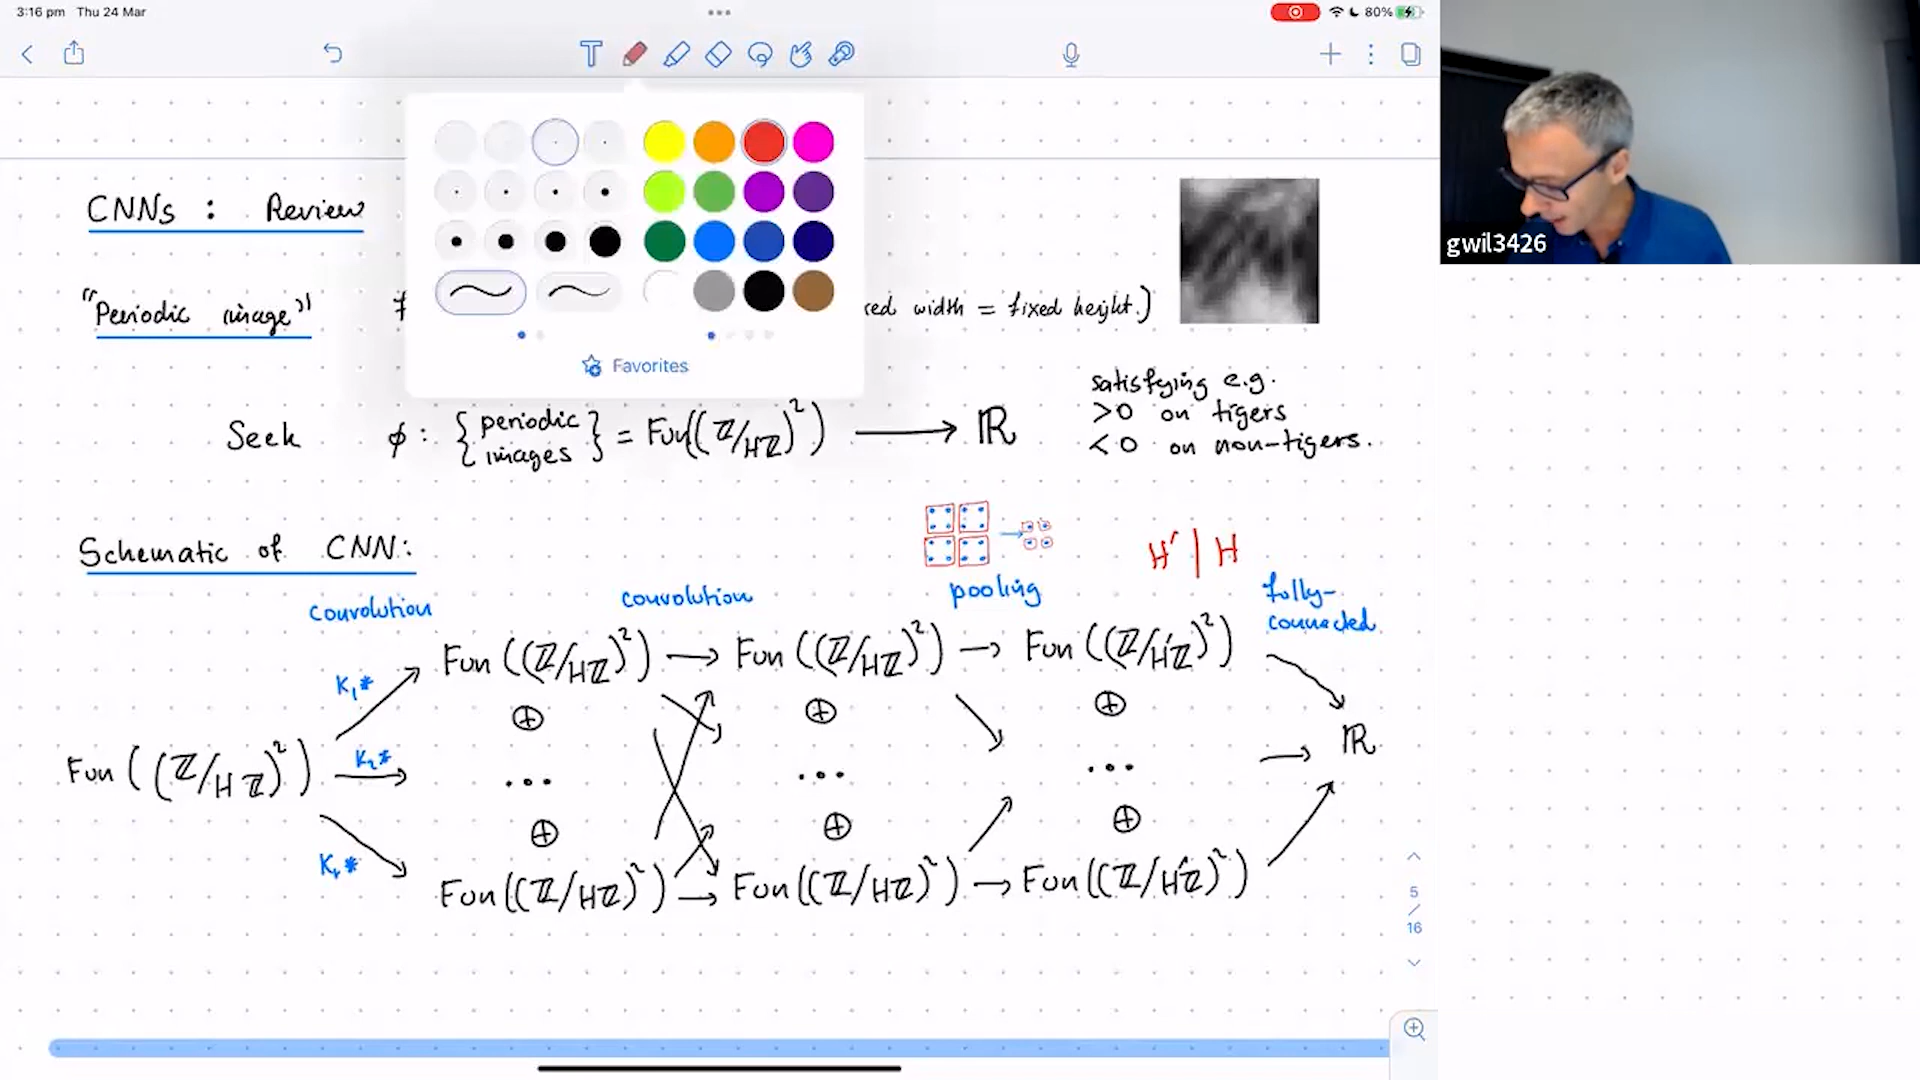 3:16 pm Thu 24 Mar
80%
gwil3426
CNNs : Review
"Periodic image"
width = fixed height.)
Favorites
Seek φ : { periodic images } = Fun((ℤ/Hℤ)²) ⟶ ℝ
satisfying e.g.
>0 on tigers
<0 on non-tigers.
Schematic of CNN:
H' | H
convolution convolution pooling fully-connected
Fun((ℤ/Hℤ)²) → Fun((ℤ/Hℤ)²) → Fun((ℤ/H'ℤ)²)
K₁*
⊕ ⊕ ⊕
Fun((ℤ/Hℤ)²) K₂* ... ... ... ℝ
⊕ ⊕ ⊕
Fun((ℤ/Hℤ)²) → Fun((ℤ/Hℤ)²) → Fun((ℤ/H'ℤ)²)
5
/
16